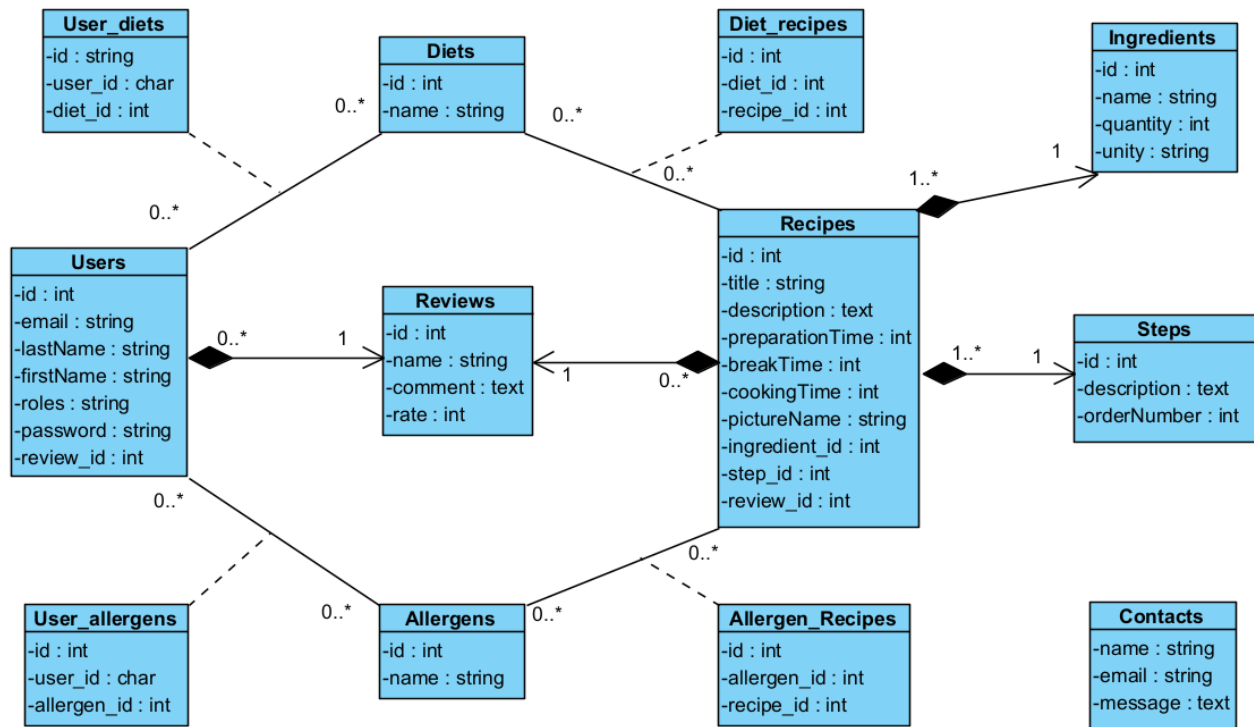 User_diets
-id : string
-user_id : char
-diet_id : int
Diets
-id : int
-name : string
Diet_recipes
-id : int
-diet_id : int
-recipe_id : int
Ingredients
-id : int
-name : string
-quantity : int
-unity : string
0..*
0..*
0..*
0..*
1..*
1
Users
-id : int
-email : string
-lastName : string
-firstName : string
-roles : string
-password : string
-review_id : int
0..*
1
Reviews
-id : int
-name : string
-comment : text
-rate : int
1
0..*
Recipes
-id : int
-title : string
-description : text
-preparationTime : int
-breakTime : int
-cookingTime : int
-pictureName : string
-ingredient_id : int
-step_id : int
-review_id : int
1..*
1
Steps
-id : int
-description : text
-orderNumber : int
0..*
0..*
0..*
0..*
User_allergens
-id : int
-user_id : char
-allergen_id : int
Allergens
-id : int
-name : string
Allergen_Recipes
-id : int
-allergen_id : int
-recipe_id : int
Contacts
-name : string
-email : string
-message : text